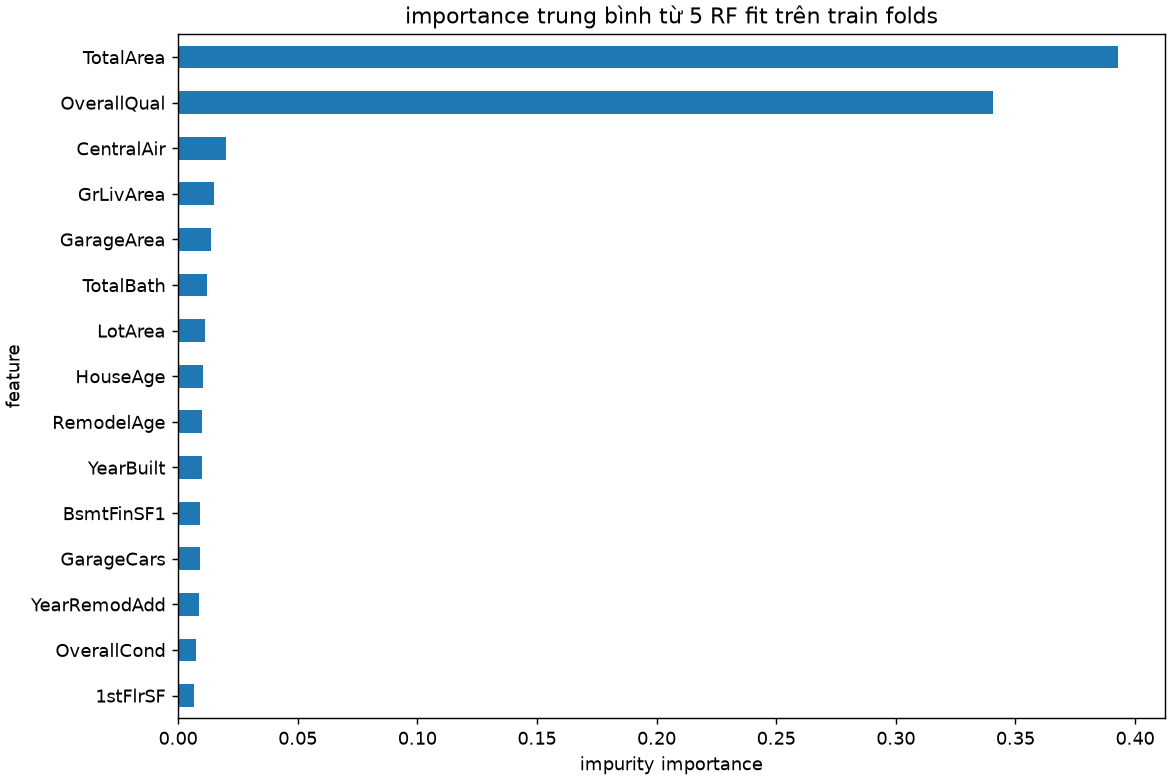 importance trung bình từ 5 RF fit trên train folds
TotalArea
OverallQual
CentralAir
GrLivArea
GarageArea
TotalBath
LotArea
HouseAge
RemodelAge
YearBuilt
BsmtFinSF1
GarageCars
YearRemodAdd
OverallCond
1stFlrSF
feature
0.00 0.05 0.10 0.15 0.20 0.25 0.30 0.35 0.40
impurity importance